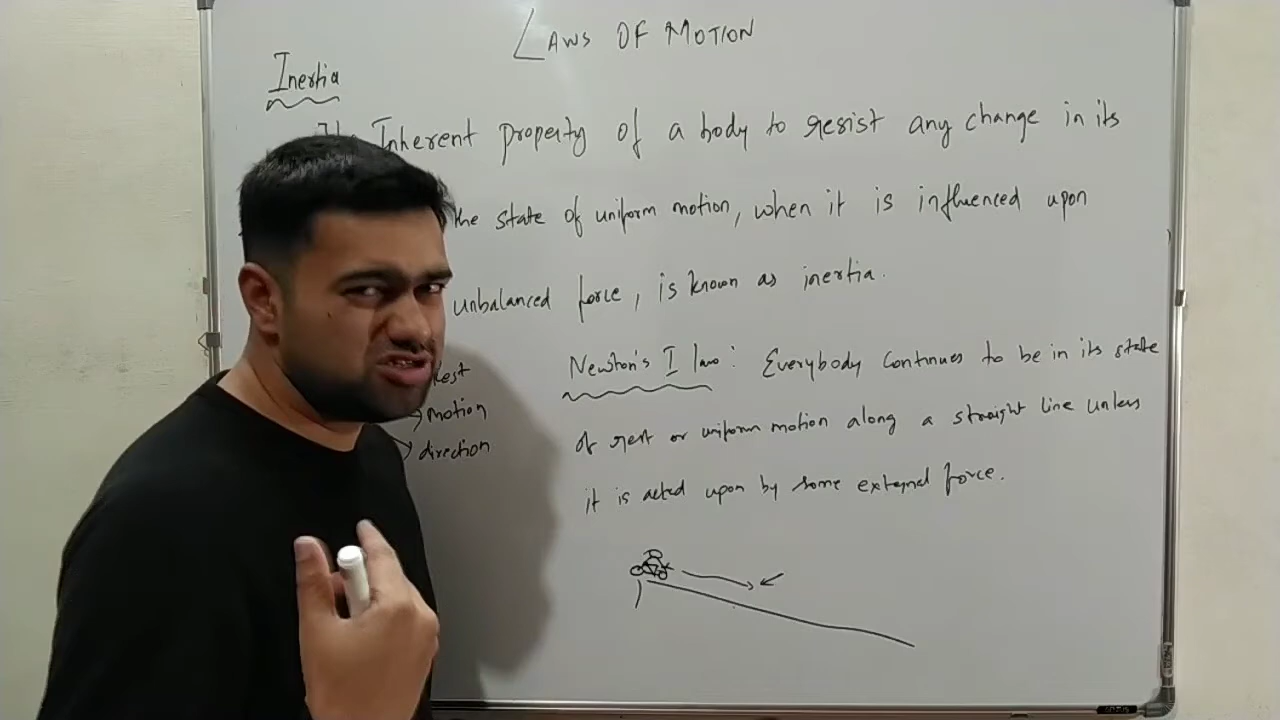 LAWS OF MOTION
Inertia
Inherent property of a body to resist any change in its
the state of uniform motion, when it is influenced upon
unbalanced force, is known as inertia.
Newton's I law: Everybody continues to be in its state
of rest or uniform motion along a straight line unless
it is acted upon by some external force.
Rest
motion
direction